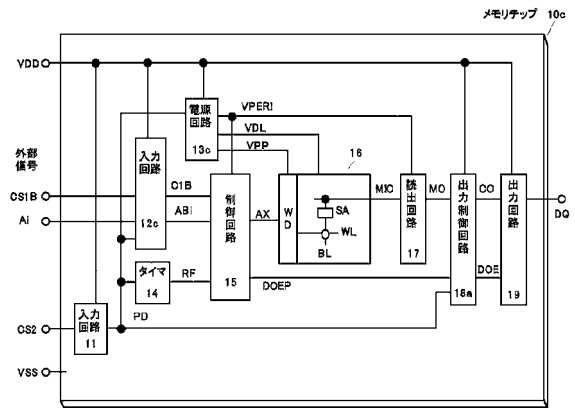 メモリチップ 10c
VDD
電源
回路
13c
VPERI
VDL
VPP
16
外部
信号
入力
回路
12c
CS1B
C1B
Ai
ABI
制御
回路
15
AX
WD
SA
WL
BL
MIO
読出
回路
17
MO
出力
制御
回路
18a
CO
出力
回路
19
DQ
タイマ
14
RF
DOEP
DOE
PD
CS2
入力
回路
11
VSS